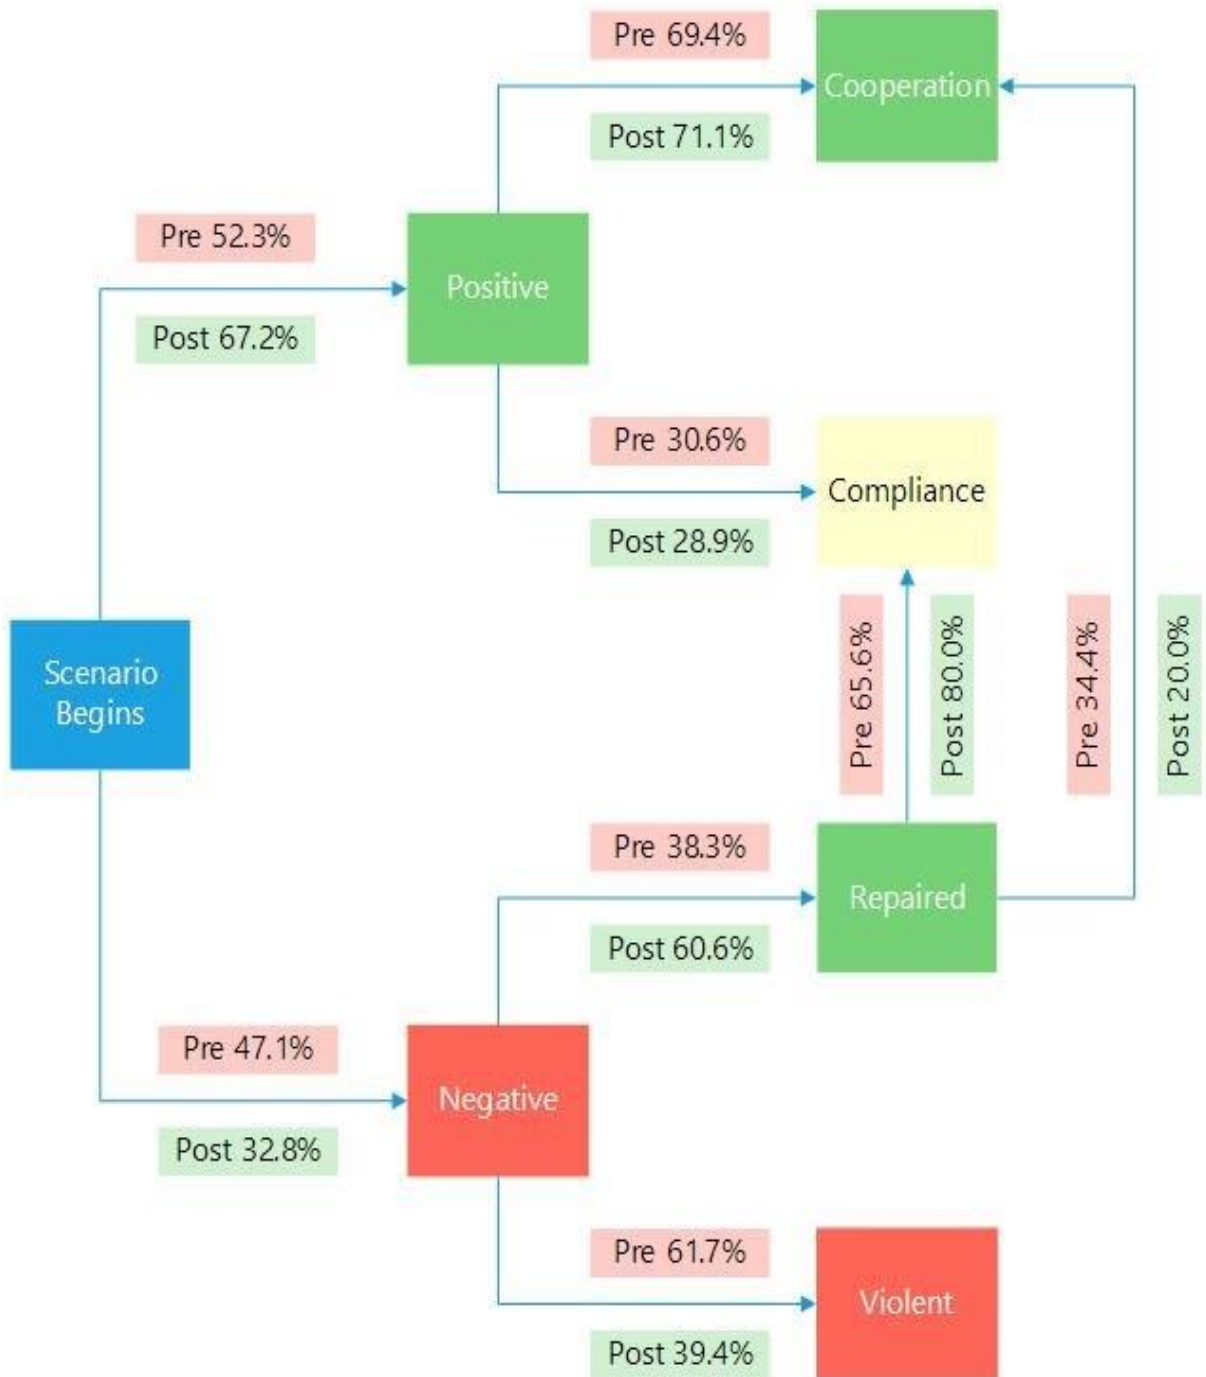 Pre 69.4%
Cooperation
Post 71.1%
Pre 52.3%
Positive
Post 67.2%
Pre 30.6%
Compliance
Post 28.9%
Scenario
Begins
Pre 65.6%
Post 80.0%
Pre 34.4%
Post 20.0%
Pre 38.3%
Repaired
Post 60.6%
Pre 47.1%
Negative
Post 32.8%
Pre 61.7%
Violent
Post 39.4%